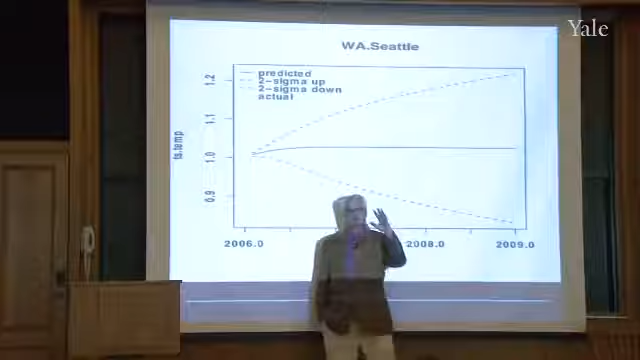 Yale
WA.Seattle
predicted
2-sigma up
2-sigma down
actual
ts.temp
1.2
1.1
1.0
0.9
2006.0
2008.0
2009.0